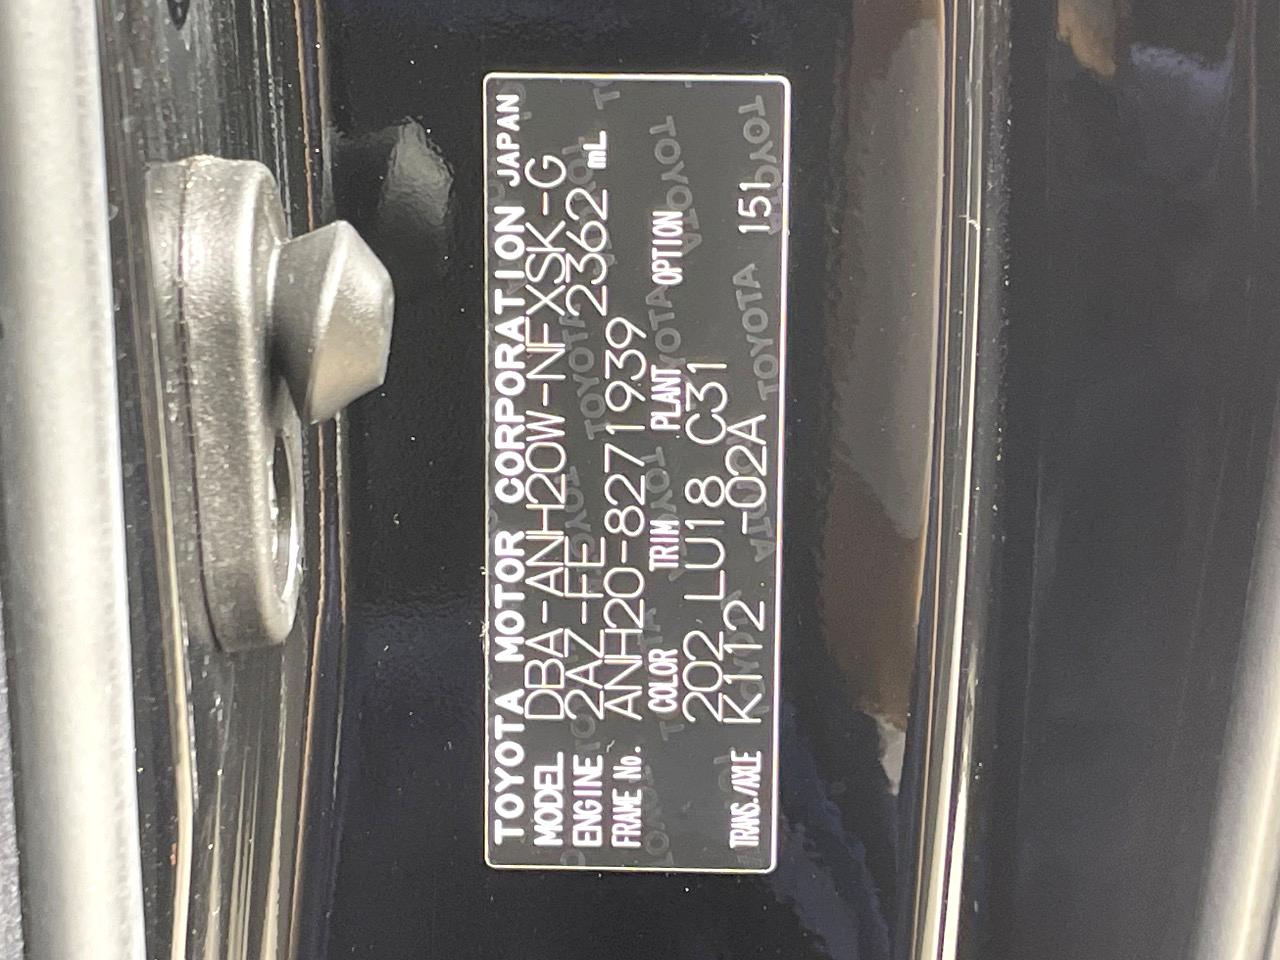 TOYOTA MOTOR CORPORATION JAPAN
MODEL DBA-ANH20W-NFXSK-G
ENGINE 2AZ-FE 2362 mL
FRAME No. ANH20-8271939
COLOR TRIM PLANT OPTION
202 LU18 C31
TRANS./AXLE K112 -02A 151